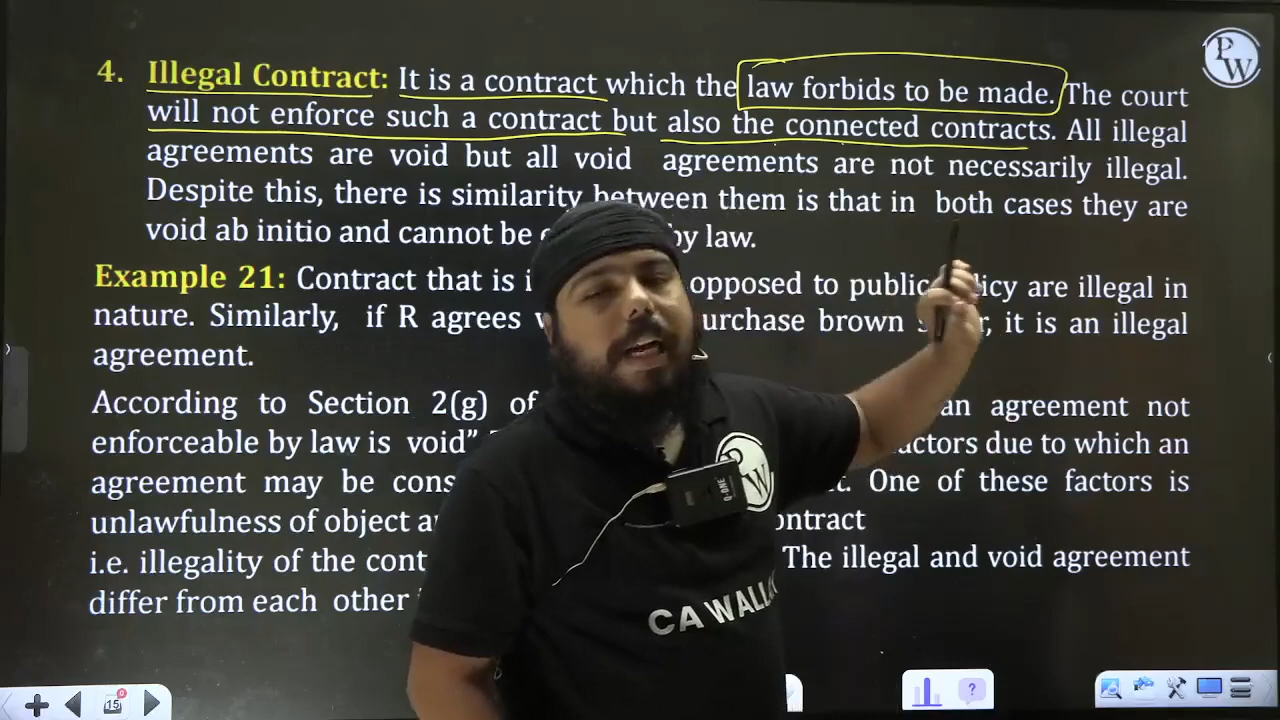 4. Illegal Contract: It is a contract which the law forbids to be made. The court
will not enforce such a contract but also the connected contracts. All illegal
agreements are void but all void agreements are not necessarily illegal.
Despite this, there is similarity between them is that in both cases they are
void ab initio and cannot be by law.
Example 21: Contract that is opposed to public are illegal in
nature. Similarly, if R agrees brown it is an illegal
agreement.
According to Section 2(g) of an agreement not
enforceable by law is void" due to which an
agreement may be One of these factors is
unlawfulness of object
i.e. illegality of the The illegal and void agreement
differ from each other
PW
PW
Q-ONE
CA WALL
15
0
?